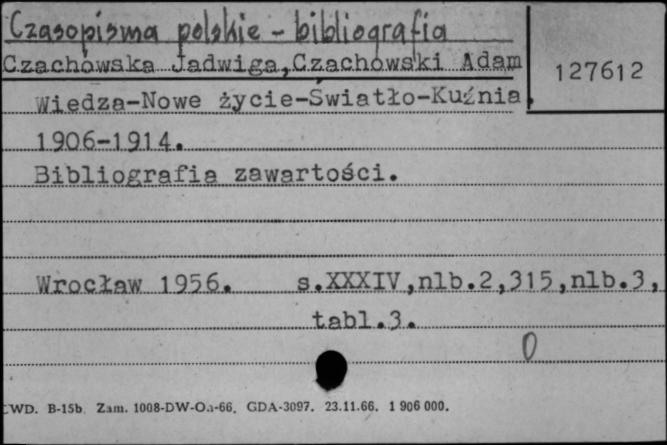 Czasopisma polskie - bibliografia
Czachowska Jadwiga, Czachowski Adam
127612
Wiedza-Nowe życie-Światło-Kuźnia
1906-1914.
Bibliografia zawartości.
Wrocław 1956. s.XXXIV,nlb.2,315,nlb.3,
tabl.3.
0
WD. B-15b. Zam. 1008-DW-Oa-66. GDA-3097. 23.11.66. 1 906 000.